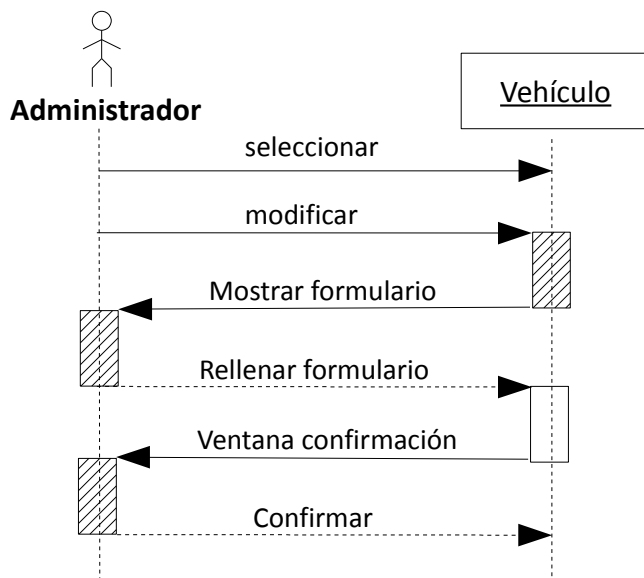 Administrador
Vehículo
seleccionar
modificar
Mostrar formulario
Rellenar formulario
Ventana confirmación
Confirmar